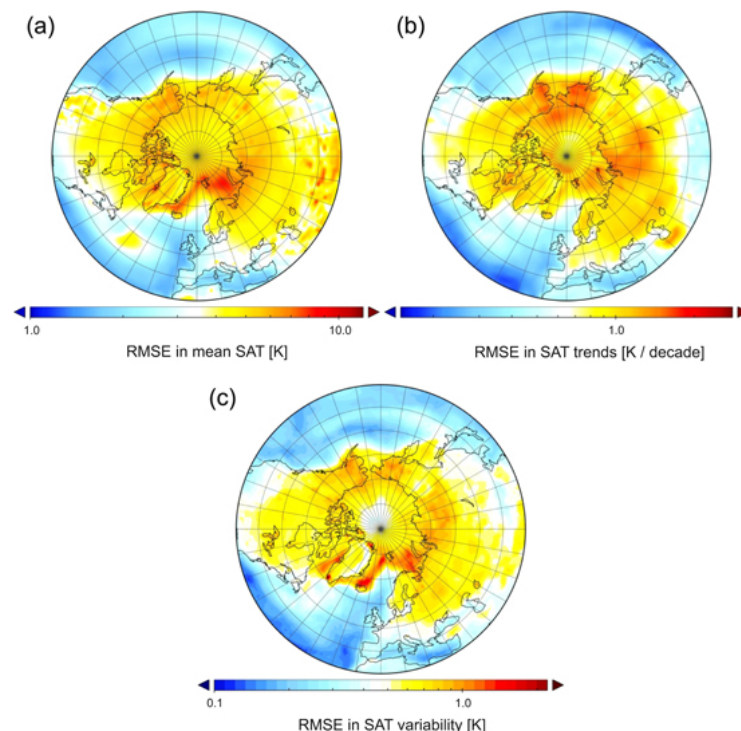 (a)
(b)
1.0
10.0
1.0
RMSE in mean SAT [K]
RMSE in SAT trends [K / decade]
(c)
0.1
1.0
RMSE in SAT variability [K]